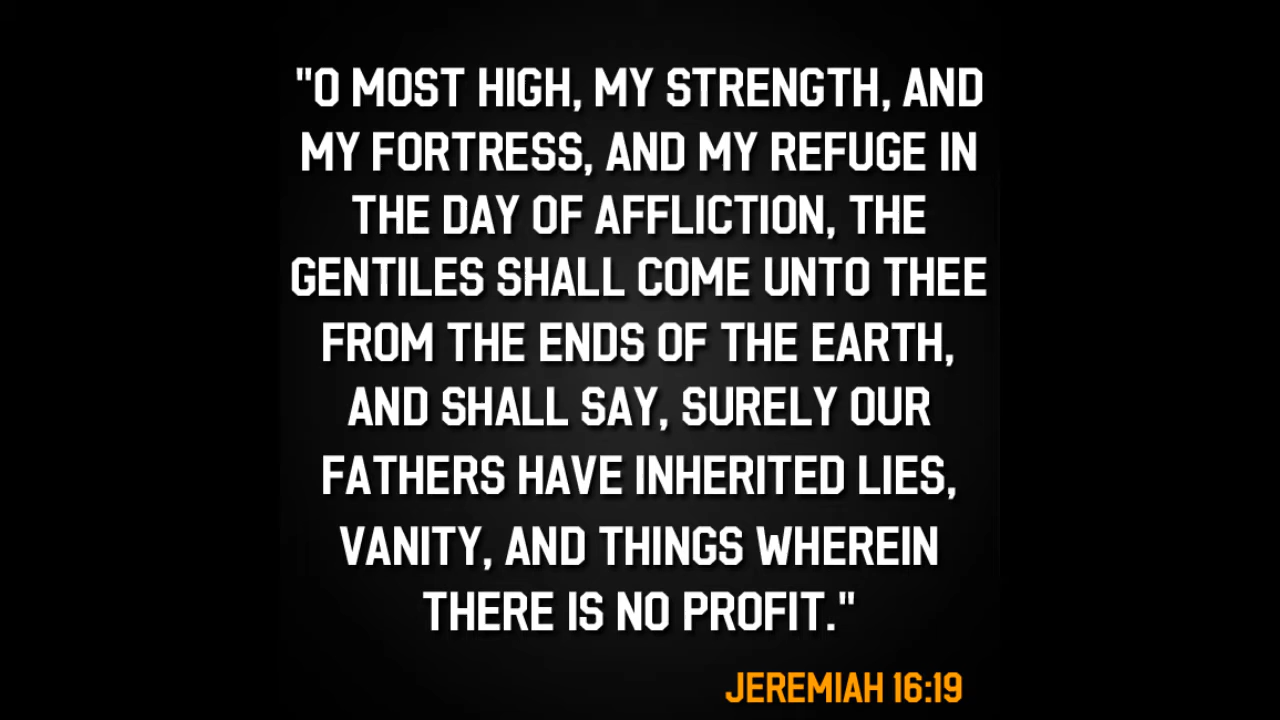 "O MOST HIGH, MY STRENGTH, AND
MY FORTRESS, AND MY REFUGE IN
THE DAY OF AFFLICTION, THE
GENTILES SHALL COME UNTO THEE
FROM THE ENDS OF THE EARTH,
AND SHALL SAY, SURELY OUR
FATHERS HAVE INHERITED LIES,
VANITY, AND THINGS WHEREIN
THERE IS NO PROFIT."
JEREMIAH 16:19